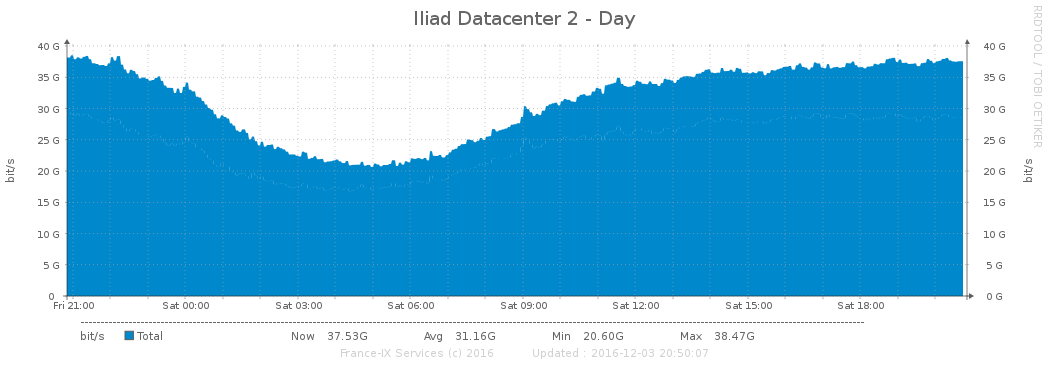 Iliad Datacenter 2 - Day
RRDTOOL / TOBI OETIKER
bit/s
40 G 40 G
35 G 35 G
30 G 30 G
25 G 25 G
20 G 20 G
15 G 15 G
10 G 10 G
5 G 5 G
0 0 G
bit/s
Fri 21:00 Sat 00:00 Sat 03:00 Sat 06:00 Sat 09:00 Sat 12:00 Sat 15:00 Sat 18:00
bit/s Total Now 37.53G Avg 31.16G Min 20.60G Max 38.47G
France-IX Services (c) 2016 Updated : 2016-12-03 20:50:07